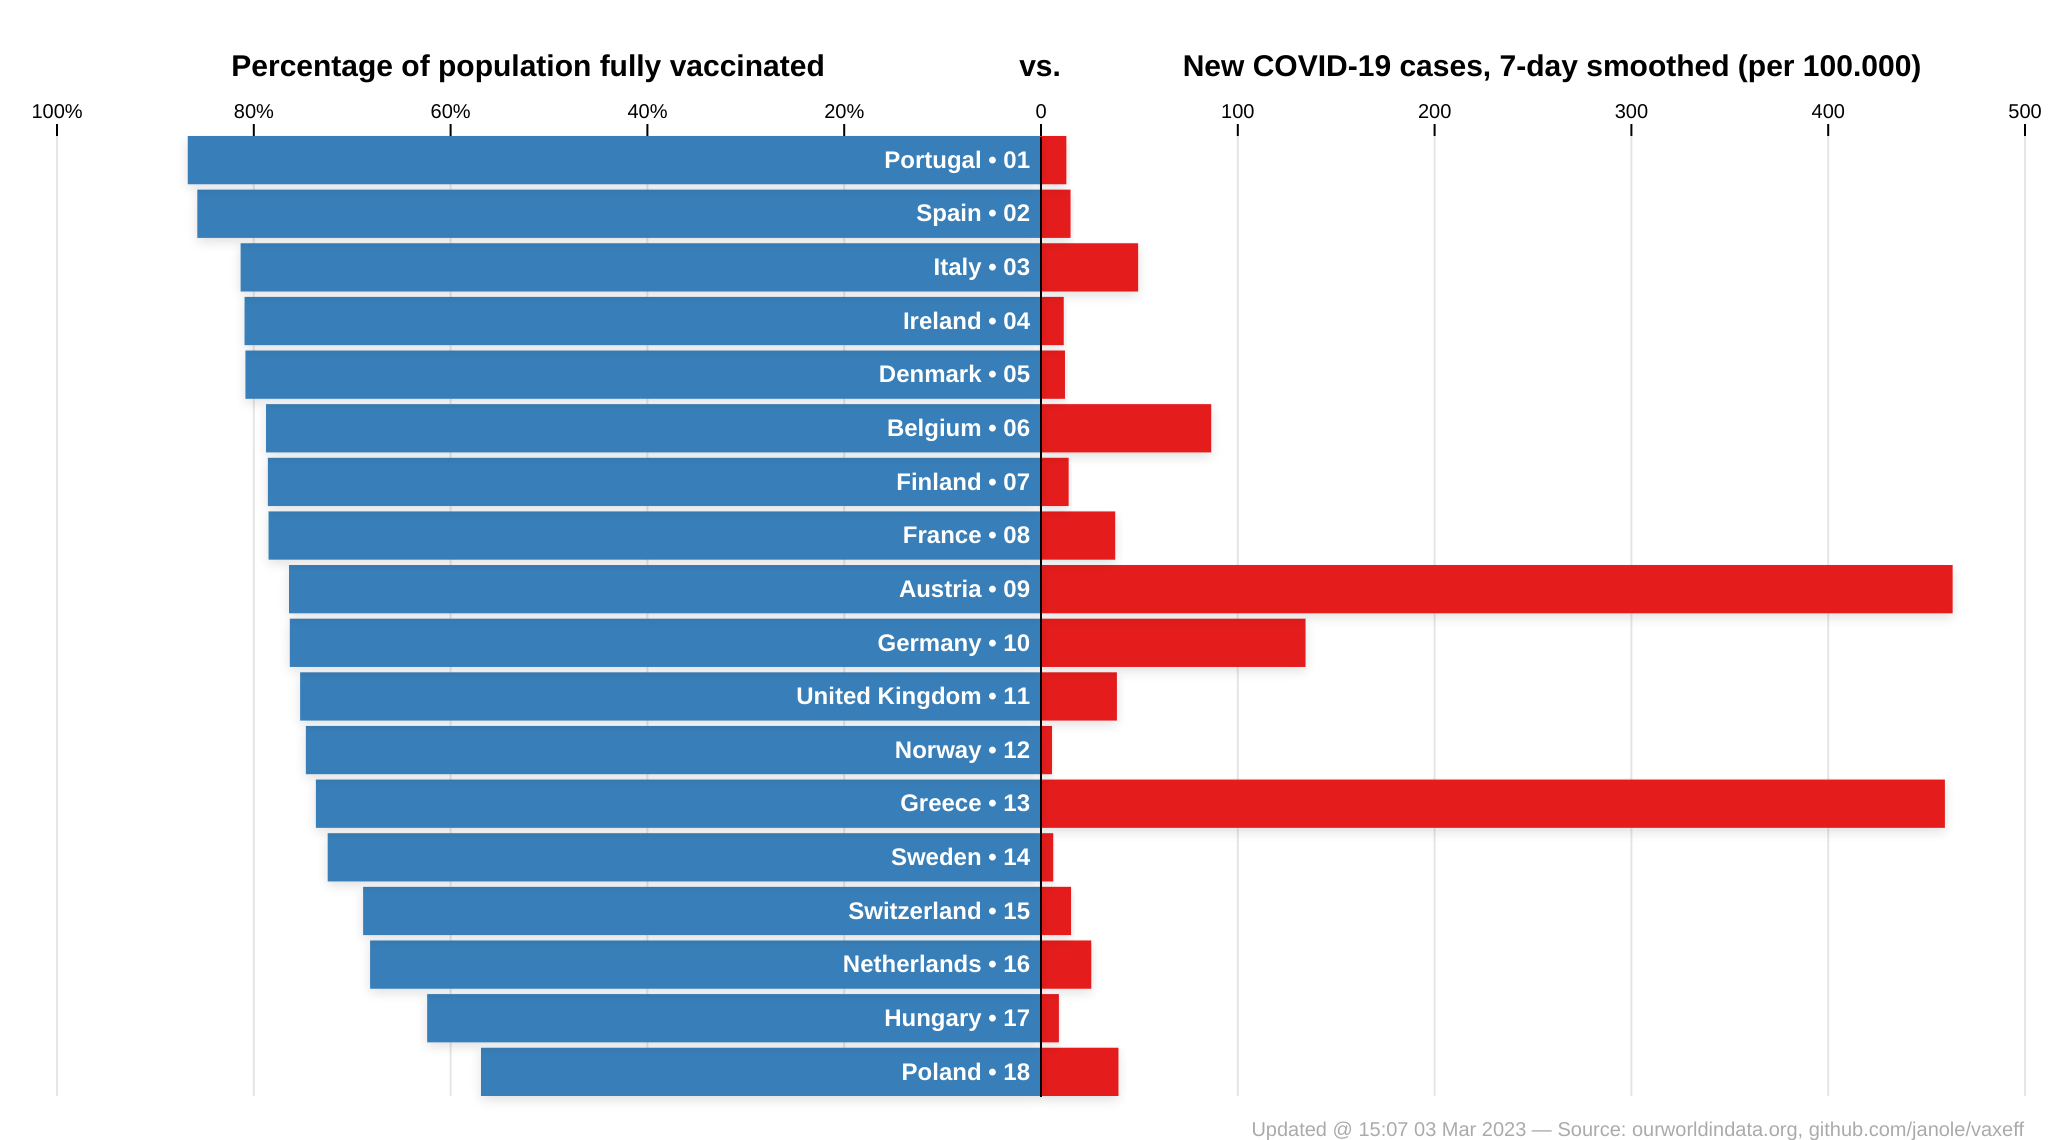 Percentage of population fully vaccinated vs. New COVID-19 cases, 7-day smoothed (per 100.000)
100% 80% 60% 40% 20% 0 100 200 300 400 500
Portugal • 01
Spain • 02
Italy • 03
Ireland • 04
Denmark • 05
Belgium • 06
Finland • 07
France • 08
Austria • 09
Germany • 10
United Kingdom • 11
Norway • 12
Greece • 13
Sweden • 14
Switzerland • 15
Netherlands • 16
Hungary • 17
Poland • 18
Updated @ 15:07 03 Mar 2023 — Source: ourworldindata.org, github.com/janole/vaxeff